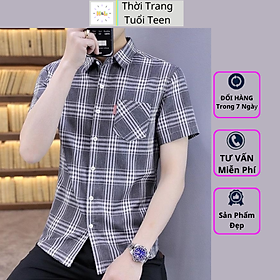 Thời Trang
Tuổi Teen
ĐỔI HÀNG
Trong 7 Ngày
TƯ VẤN
Miễn Phí
Sản Phẩm
Đẹp